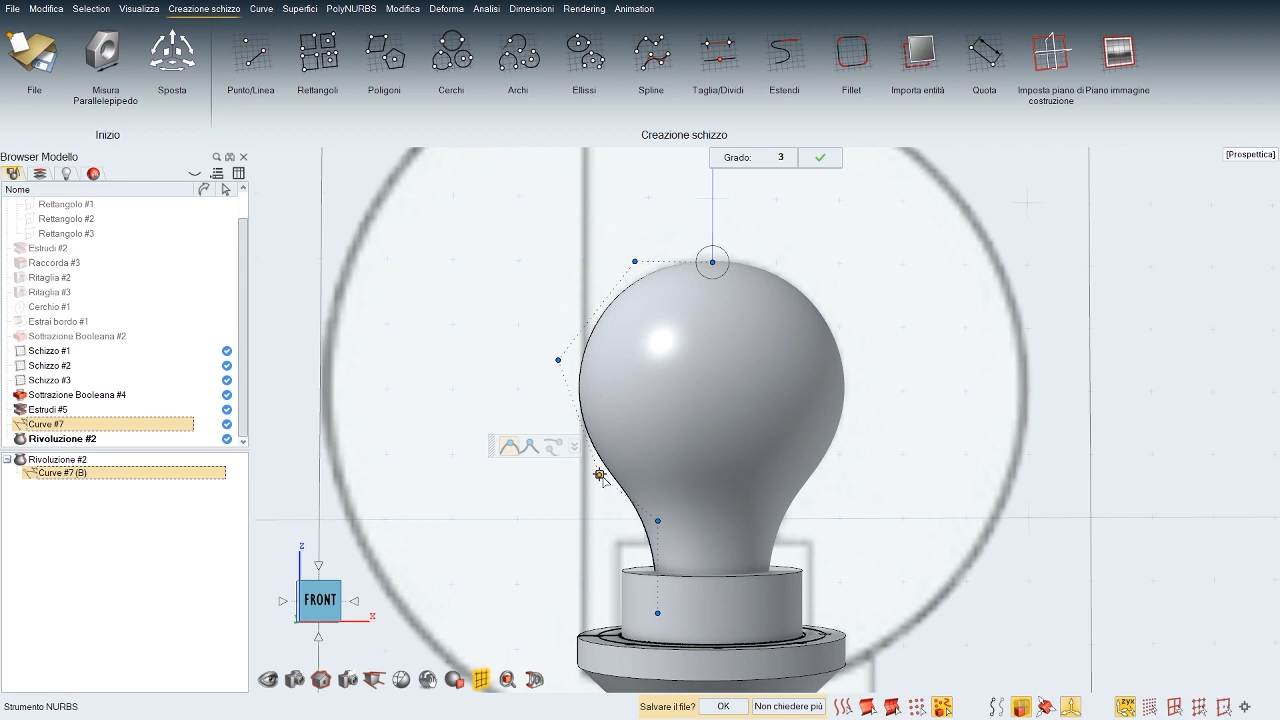 File Modifica Selection Visualizza Creazione schizzo Curve Superfici PolyNURBS Modifica Deforma Analisi Dimensioni Rendering Animation
File Misura Parallelepipedo Sposta Punto/Linea Rettangoli Poligoni Cerchi Archi Ellissi Spline Taglia/Dividi Estendi Fillet Importa entità Quota Imposta piano di costruzione Piano immagine
Inizio Creazione schizzo
Browser Modello
Grado: 3
[Prospettica]
Nome
Rettangolo #1
Rettangolo #2
Rettangolo #3
Estrudi #2
Raccorda #3
Ritaglia #2
Ritaglia #3
Cerchio #1
Estrai bordo #1
Sottrazione Booleana #2
Schizzo #1
Schizzo #2
Schizzo #3
Sottrazione Booleana #4
Estrudi #5
Curve #7
Rivoluzione #2
Rivoluzione #2
Curve #7 (B)
z
FRONT
x
Strumento NURBS
Salvare il file? OK Non chiedere più
zyx